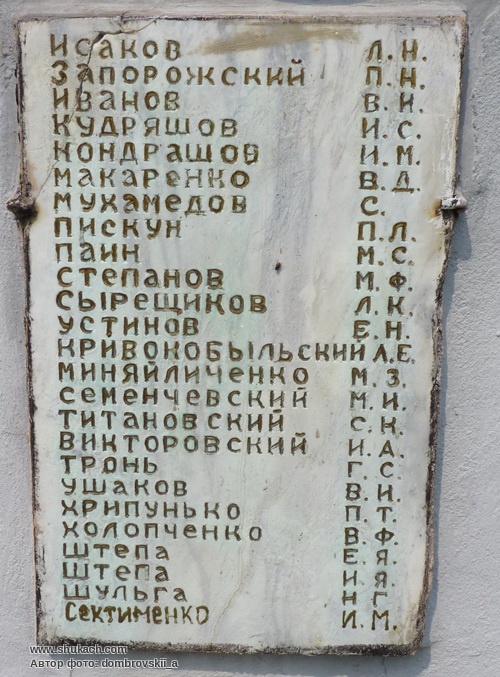 ИСАКОВ Л. Н.
ЗАПОРОЖСКИЙ П. Н.
ИВАНОВ В. И.
КУДРЯШОВ И. С.
КОНДРАШОВ И. М.
МАКАРЕНКО В. Д.
МУХАМЕДОВ С.
ПИСКУН П. Л.
ПАИН М. С.
СТЕПАНОВ М. Ф.
СЫРЕЩИКОВ Л. К.
УСТИНОВ Е. Н.
КРИВОКОБЫЛЬСКИЙ Л. Е.
МИНЯЙЛИЧЕНКО М. З.
СЕМЕНЧЕВСКИЙ М. И.
ТИТАНОВСКИЙ С. К.
ВИКТОРОВСКИЙ И. А.
ТРОНЬ Г. С.
УШАКОВ В. И.
ХРИПУНЬКО П. Т.
ХОЛОПЧЕНКО В. Ф.
ШТЕПА Е. Я.
ШТЕПА И. Я
ШУЛЬГА Н Г
СЕКТИМЕНКО И. М.
www.shukach.com
Автор фото: dombrovskii_a